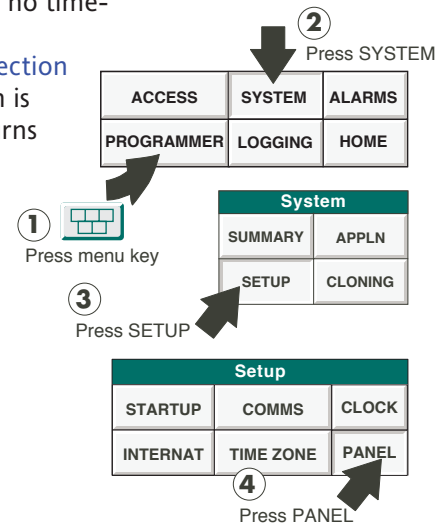 no time-
ection
n is
urns
2
Press SYSTEM
ACCESS SYSTEM ALARMS
PROGRAMMER LOGGING HOME
1
Press menu key
System
SUMMARY APPLN
SETUP CLONING
3
Press SETUP
Setup
STARTUP COMMS CLOCK
INTERNAT TIME ZONE PANEL
4
Press PANEL